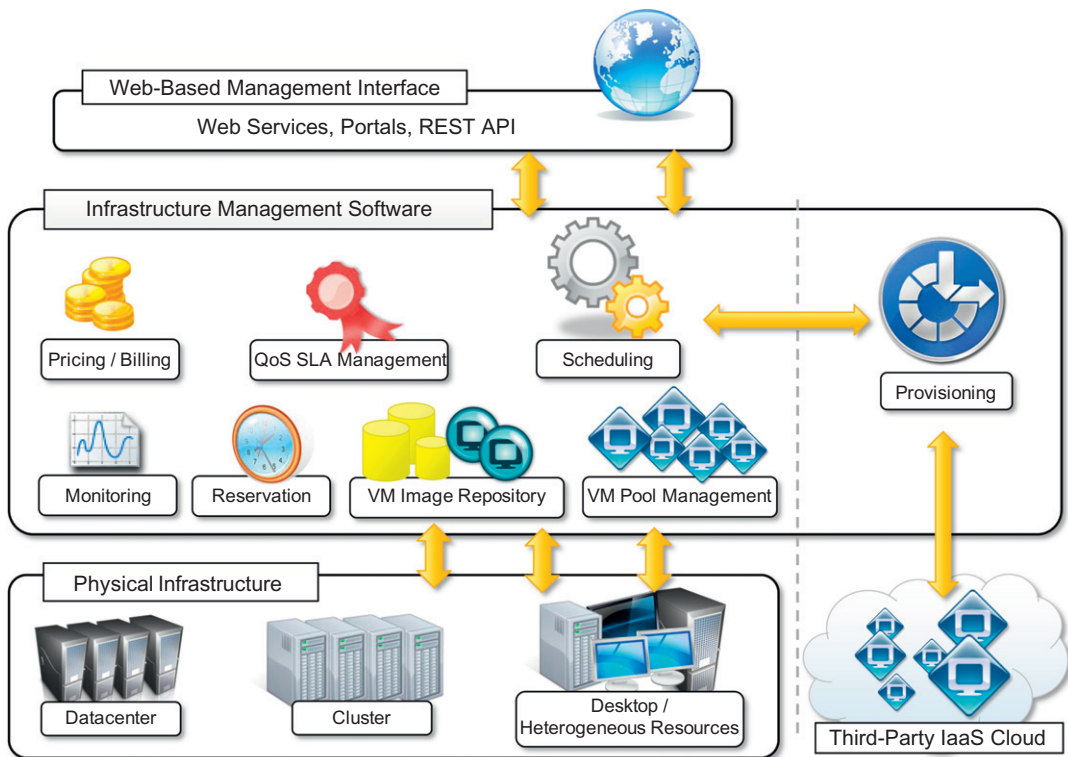 Web-Based Management Interface
Web Services, Portals, REST API
Infrastructure Management Software
Pricing / Billing
QoS SLA Management
Scheduling
Provisioning
Monitoring
Reservation
VM Image Repository
VM Pool Management
Physical Infrastructure
Datacenter
Cluster
Desktop /
Heterogeneous Resources
Third-Party IaaS Cloud